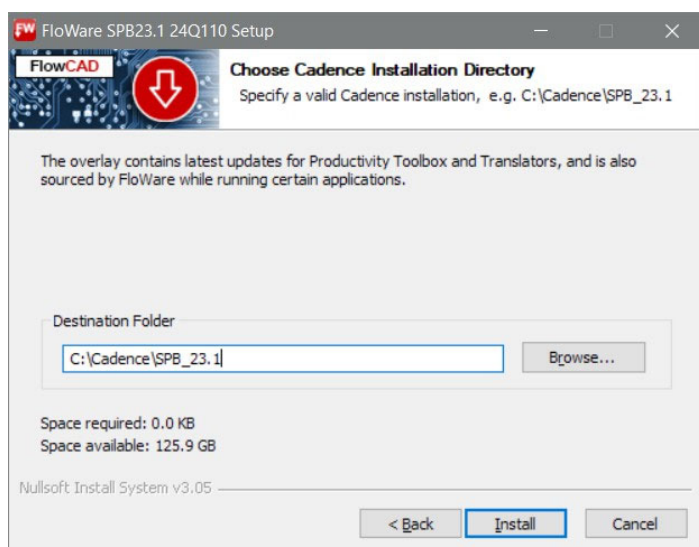 FW FloWare SPB23.1 24Q110 Setup
FlowCAD
Choose Cadence Installation Directory
Specify a valid Cadence installation, e.g. C:\Cadence\SPB_23.1
The overlay contains latest updates for Productivity Toolbox and Translators, and is also
sourced by FloWare while running certain applications.
Destination Folder
C:\Cadence\SPB_23.1
Browse...
Space required: 0.0 KB
Space available: 125.9 GB
Nullsoft Install System v3.05
< Back
Install
Cancel